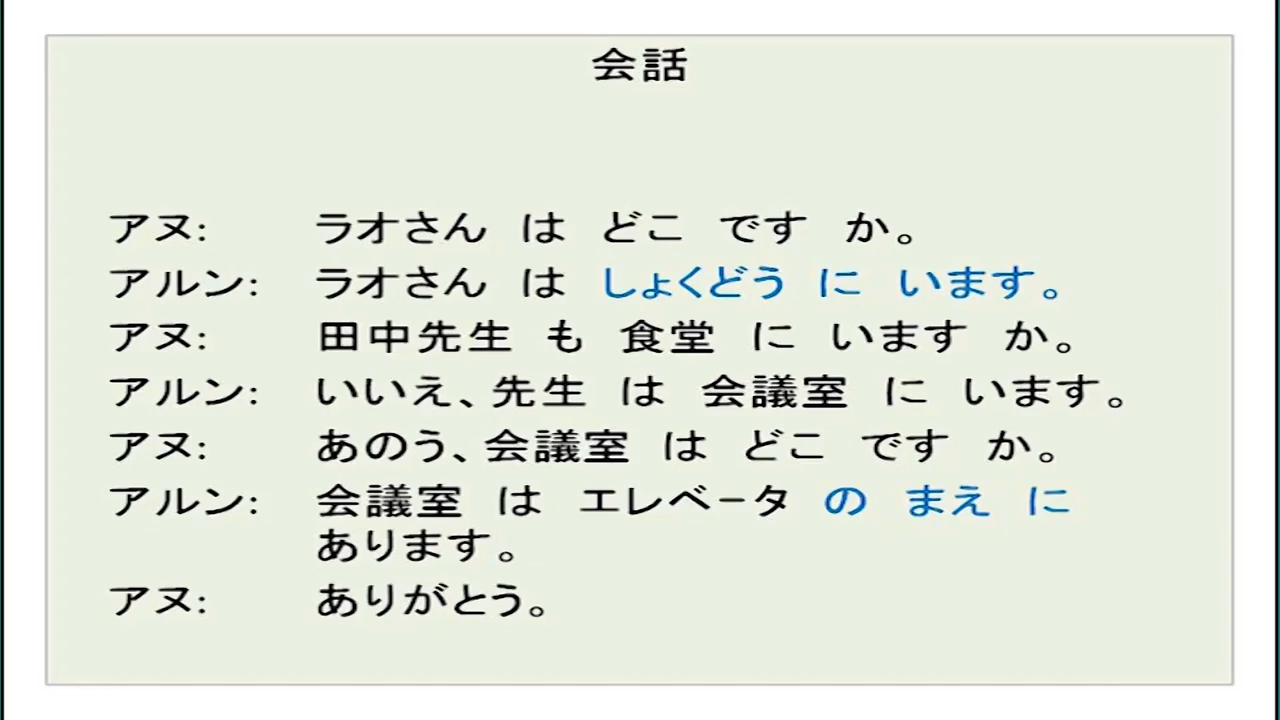 会話
アヌ: ラオさん は どこ です か。
アルン: ラオさん は しょくどう に います。
アヌ: 田中先生 も 食堂 に います か。
アルン: いいえ、先生 は 会議室 に います。
アヌ: あのう、会議室 は どこ です か。
アルン: 会議室 は エレベータ の まえ に
あります。
アヌ: ありがとう。